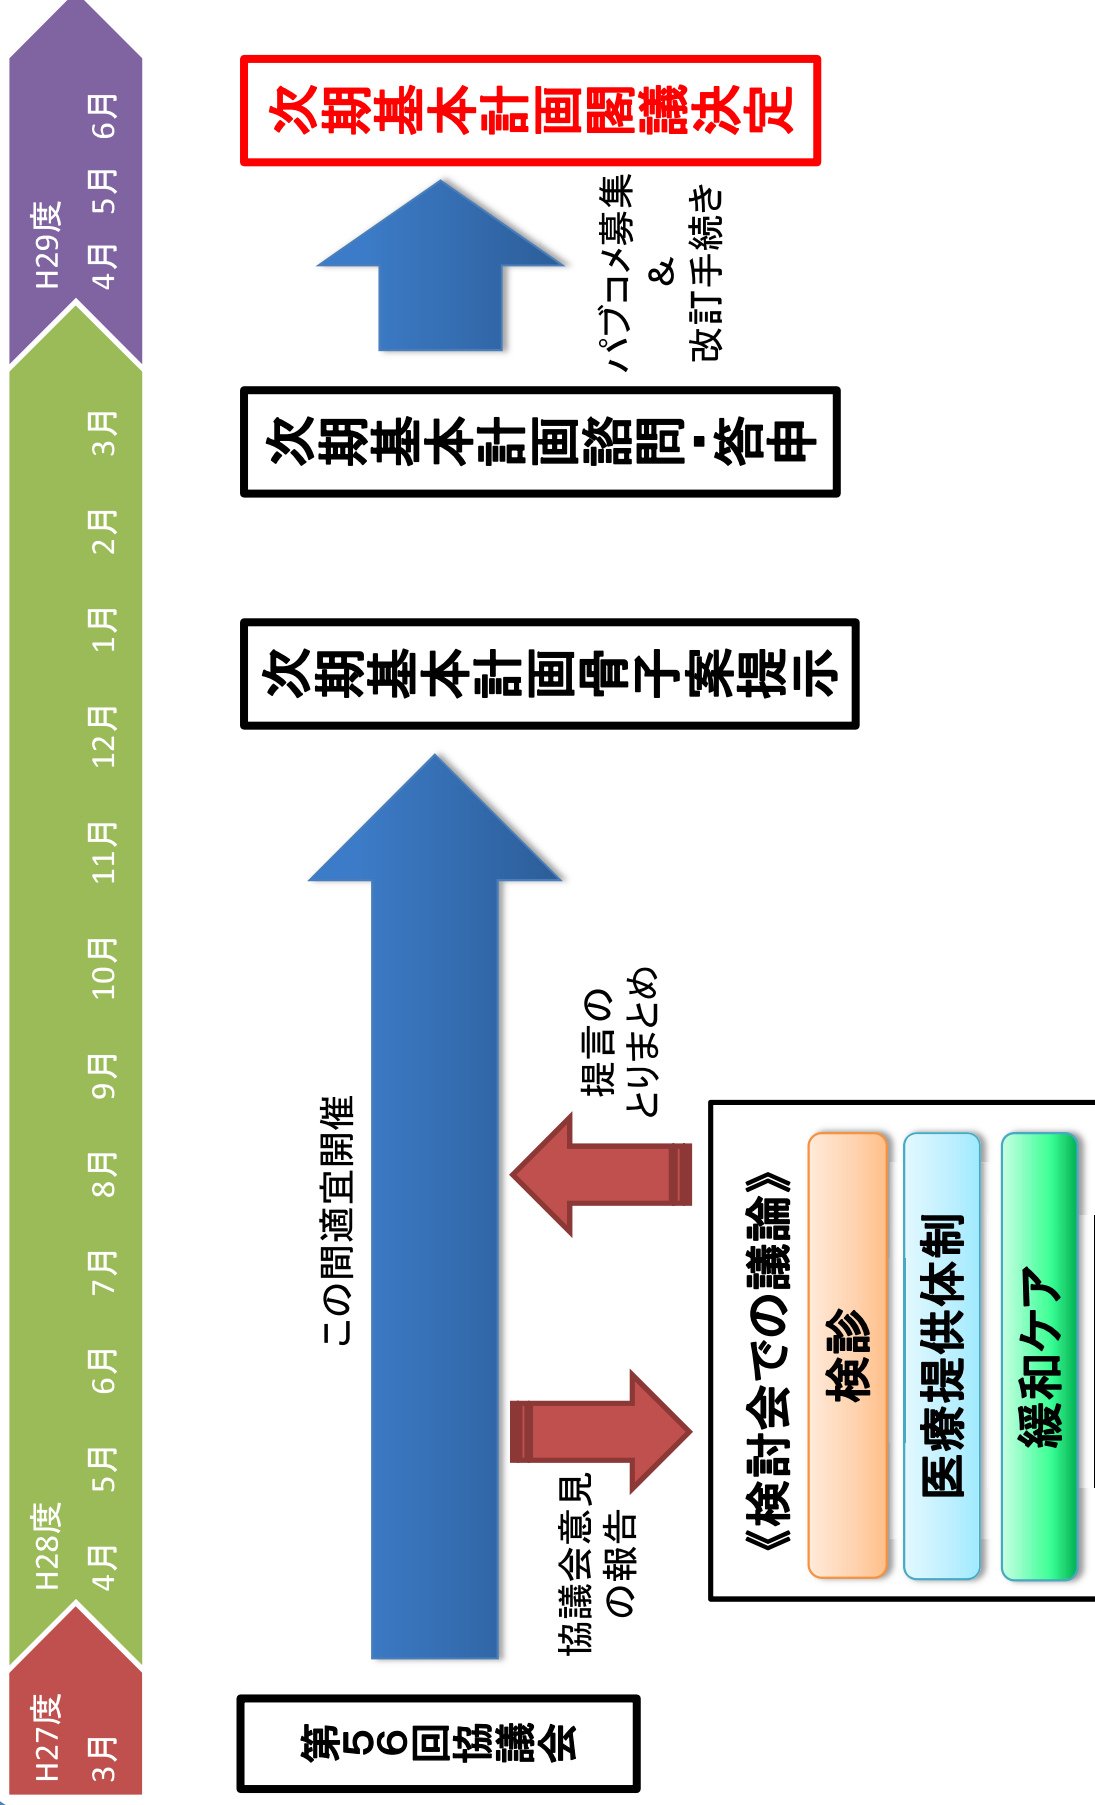 H27度
3月
H28度
4月 5月 6月 7月 8月 9月 10月 11月 12月 1月 2月 3月
H29度
4月 5月 6月
第56回協議会
この間適宜開催
協議会意見
の報告
提言の
とりまとめ
《検討会での議論》
検診
医療提供体制
緩和ケア
次期基本計画骨子案提示
次期基本計画諮問・答申
パブコメ募集
&
改訂手続き
次期基本計画閣議決定